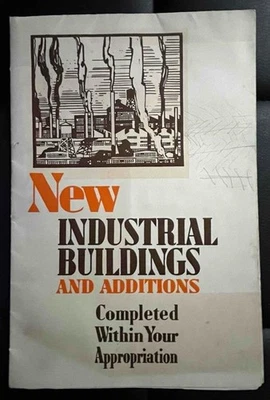 New
INDUSTRIAL
BUILDINGS
AND ADDITIONS
Completed
Within Your
Appropriation